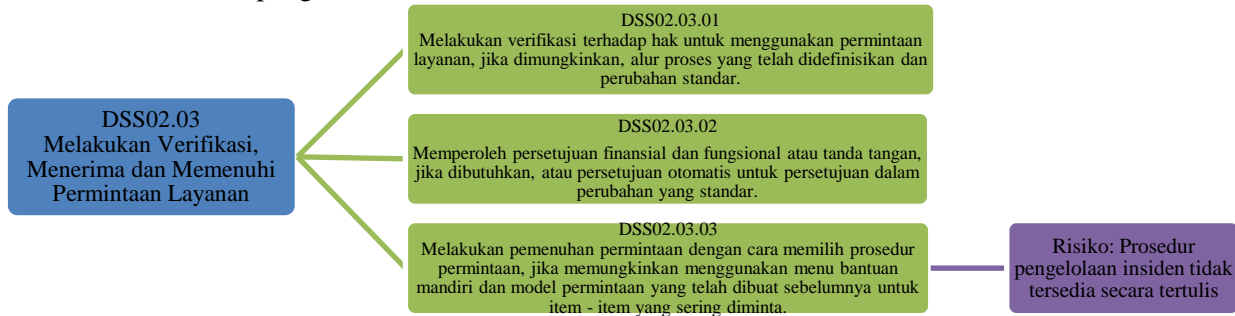 DSS02.03
Melakukan Verifikasi,
Menerima dan Memenuhi
Permintaan Layanan
DSS02.03.01
Melakukan verifikasi terhadap hak untuk menggunakan permintaan
layanan, jika dimungkinkan, alur proses yang telah didefinisikan dan
perubahan standar.
DSS02.03.02
Memperoleh persetujuan finansial dan fungsional atau tanda tangan,
jika dibutuhkan, atau persetujuan otomatis untuk persetujuan dalam
perubahan yang standar.
DSS02.03.03
Melakukan pemenuhan permintaan dengan cara memilih prosedur
permintaan, jika memungkinkan menggunakan menu bantuan
mandiri dan model permintaan yang telah dibuat sebelumnya untuk
item - item yang sering diminta.
Risiko: Prosedur
pengelolaan insiden tidak
tersedia secara tertulis